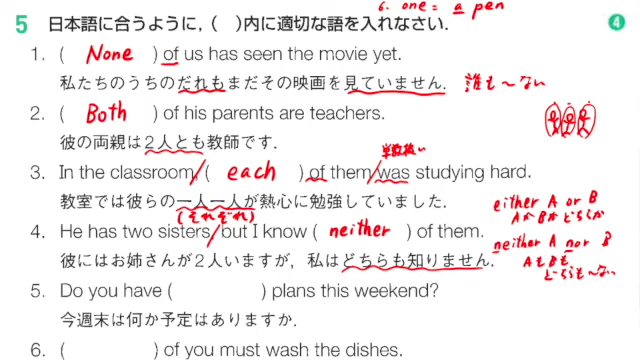 6. one = a pen
5 日本語に合うように,( )内に適切な語を入れなさい. 4
1. ( None ) of us has seen the movie yet.
私たちのうちのだれもまだその映画を見ていません. 誰も〜ない
2. ( Both ) of his parents are teachers.
彼の両親は2人とも教師です.
単数扱い
3. In the classroom/( each ) of them/was studying hard.
教室では彼らの一人一人が熱心に勉強していました.
(それぞれ)
either A or B
AかBかどちらか
4. He has two sisters/but I know ( neither ) of them.
彼にはお姉さんが2人いますが,私はどちらも知りません.
neither A nor B
AもBも
どちらも〜ない
5. Do you have ( ) plans this weekend?
今週末は何か予定はありますか.
6. ( ) of you must wash the dishes.